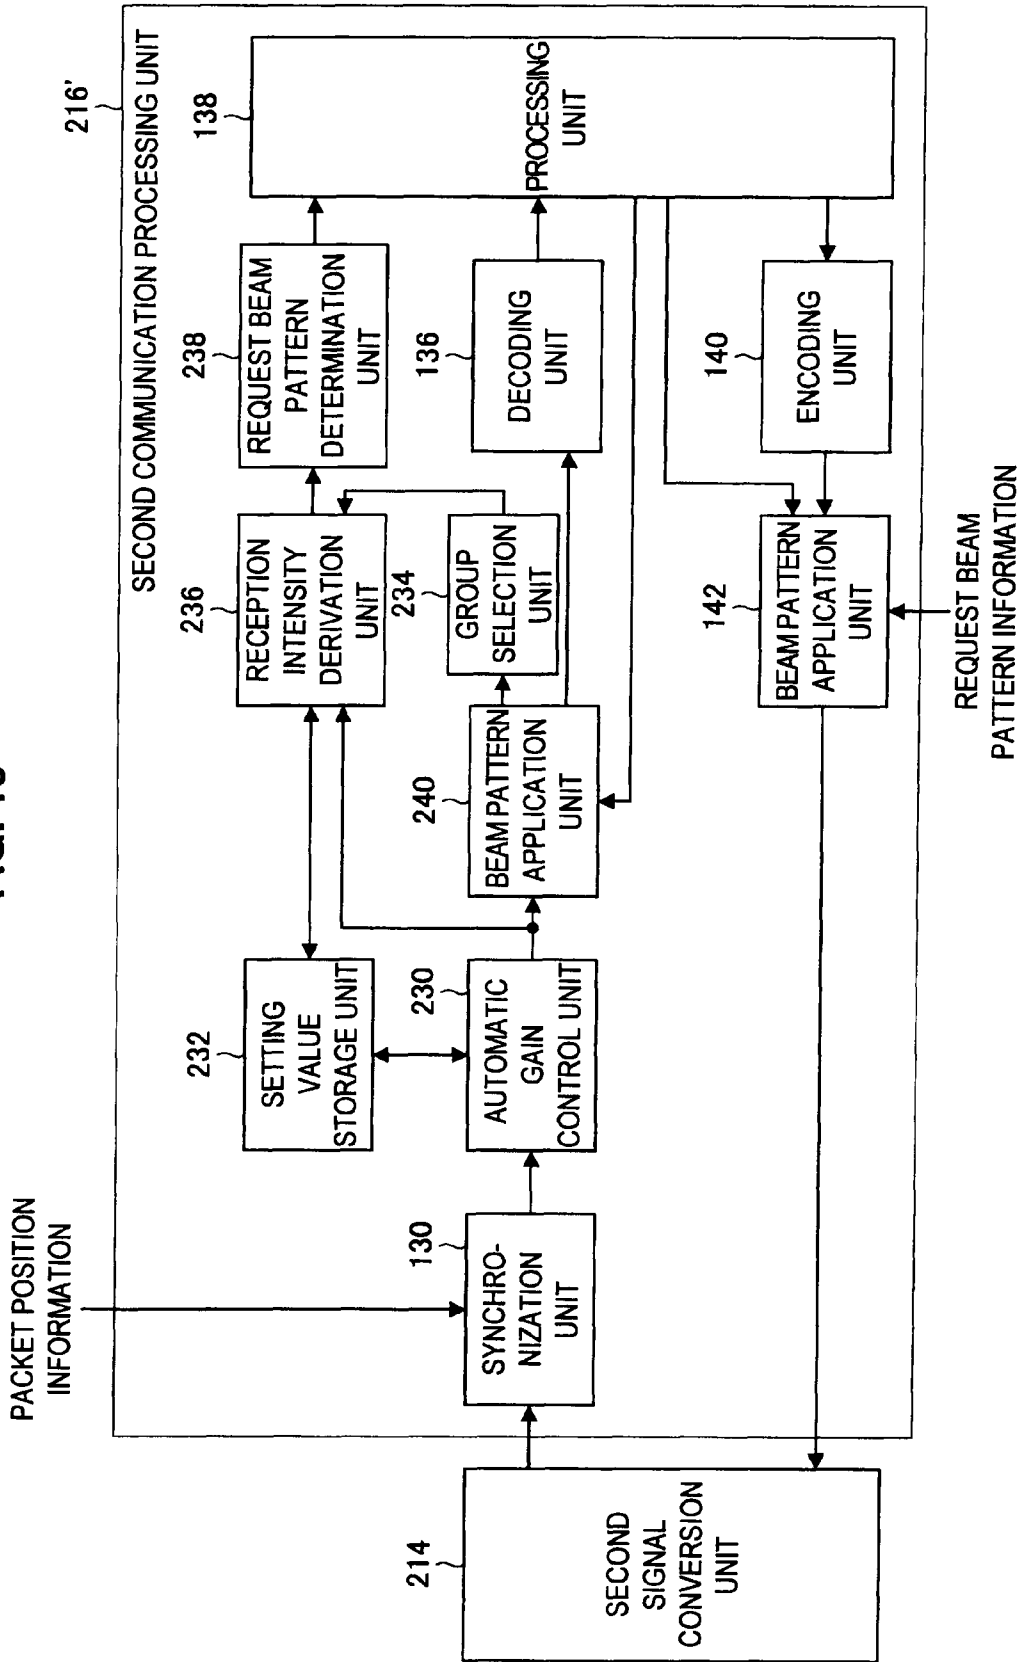 216'
SECOND COMMUNICATION PROCESSING UNIT
PACKET POSITION
INFORMATION
232
SETTING
VALUE
STORAGE UNIT
236
RECEPTION
INTENSITY
DERIVATION
UNIT
238
REQUEST BEAM
PATTERN
DETERMINATION
UNIT
138
PROCESSING
UNIT
214
SECOND
SIGNAL
CONVERSION
UNIT
130
SYNCHRO-
NIZATION
UNIT
230
AUTOMATIC
GAIN
CONTROL UNIT
240
BEAM PATTERN
APPLICATION
UNIT
234
GROUP
SELECTION
UNIT
136
DECODING
UNIT
142
BEAM PATTERN
APPLICATION
UNIT
140
ENCODING
UNIT
REQUEST BEAM
PATTERN INFORMATION